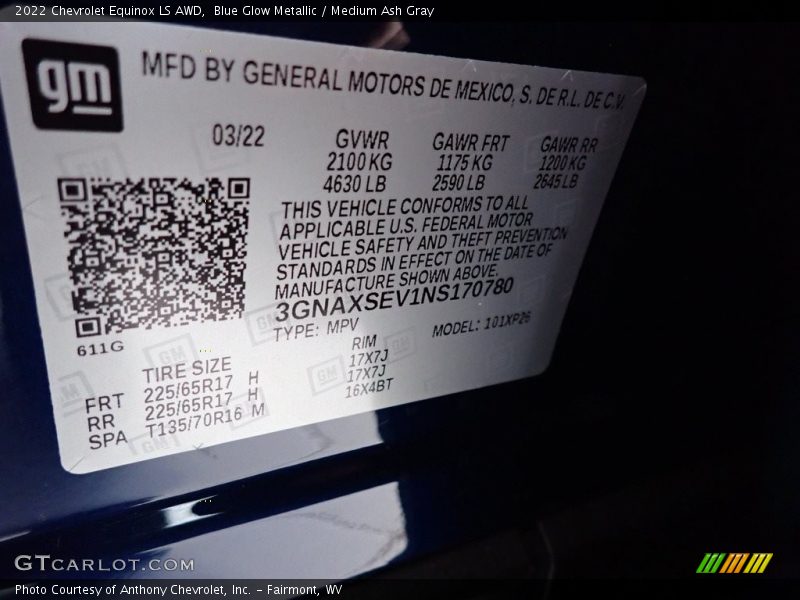 2022 Chevrolet Equinox LS AWD,  Blue Glow Metallic / Medium Ash Gray
gm
MFD BY GENERAL MOTORS DE MEXICO, S. DE R.L. DE C.V.
03/22
GVWR
2100 KG
4630 LB
GAWR FRT
1175 KG
2590 LB
GAWR RR
1200 KG
2645 LB
THIS VEHICLE CONFORMS TO ALL
APPLICABLE U.S. FEDERAL MOTOR
VEHICLE SAFETY AND THEFT PREVENTION
STANDARDS IN EFFECT ON THE DATE OF
MANUFACTURE SHOWN ABOVE.
3GNAXSEV1NS170780
TYPE: MPV
MODEL: 101XP26
611G
TIRE SIZE
RIM
FRT 225/65R17 H 17X7J
RR 225/65R17 H 17X7J
SPA T135/70R16 M 16X4BT
GTCARLOT.COM
Photo Courtesy of Anthony Chevrolet, Inc. – Fairmont, WV